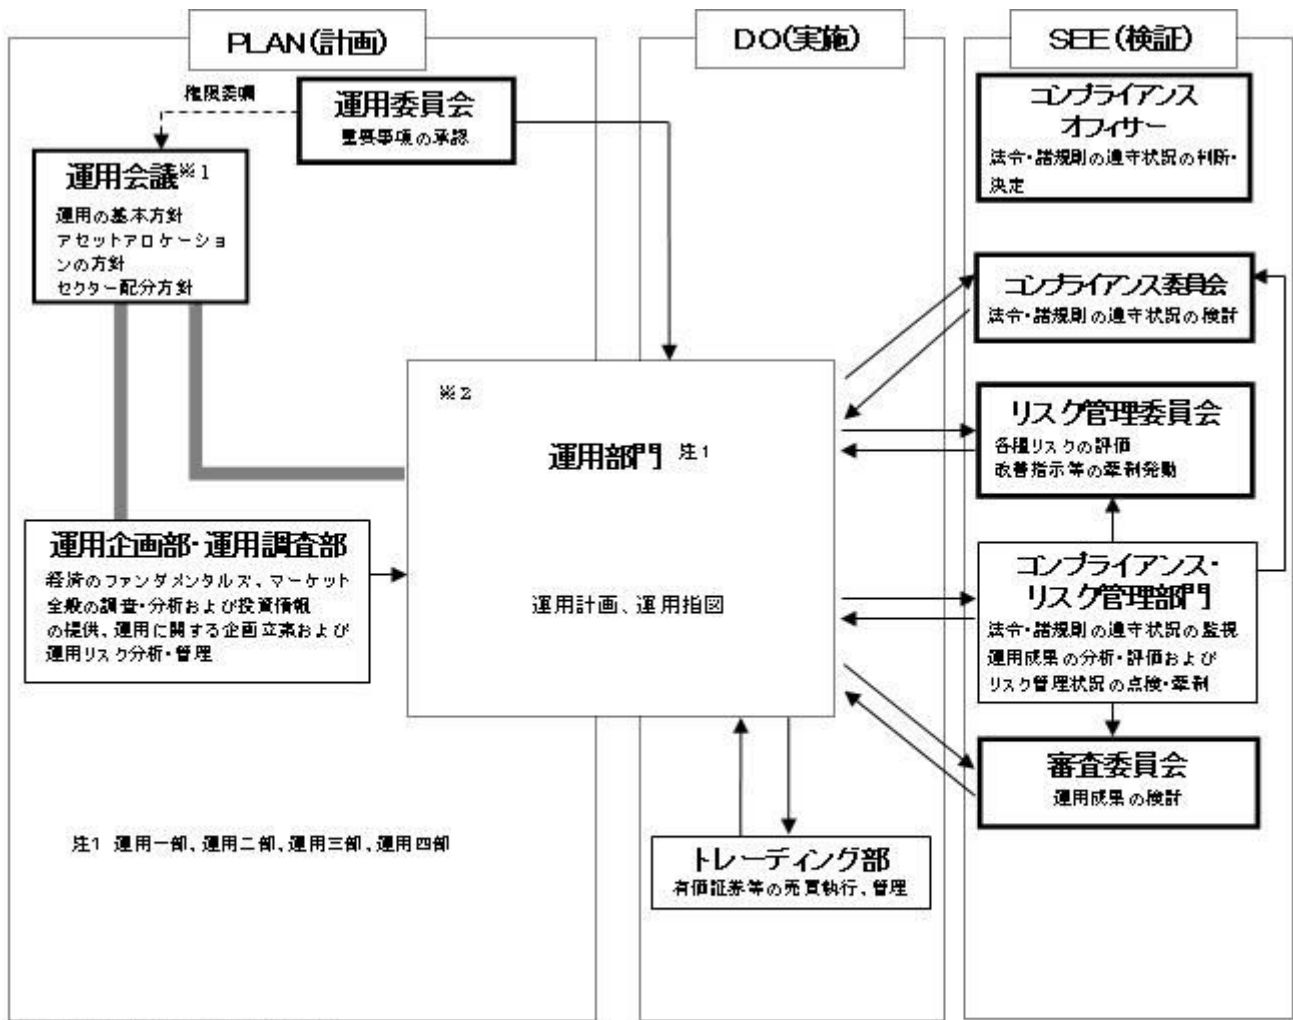 PLAN(計画)
権限委嘱
運用委員会
重要事項の承認
運用会議※1
運用の基本方針
アセットアロケーショ
ンの方針
セクター配分方針
運用企画部・運用調査部
経済のファンダメンタルズ、マーケット
全般の調査・分析および投資情報
の提供、運用に関する企画立案および
運用リスク分析・管理
注1 運用一部、運用二部、運用三部、運用四部
DO(実施)
※2
運用部門 注1
運用計画、運用指図
トレーディング部
有価証券等の売買執行、管理
SEE(検証)
コンプライアンス
オフィサー
法令・諸規則の遵守状況の判断・
決定
コンプライアンス委員会
法令・諸規則の遵守状況の検討
リスク管理委員会
各種リスクの評価
改善指示等の牽制発動
コンプライアンス・
リスク管理部門
法令・諸規則の遵守状況の監視
運用成果の分析・評価および
リスク管理状況の点検・牽制
審査委員会
運用成果の検討